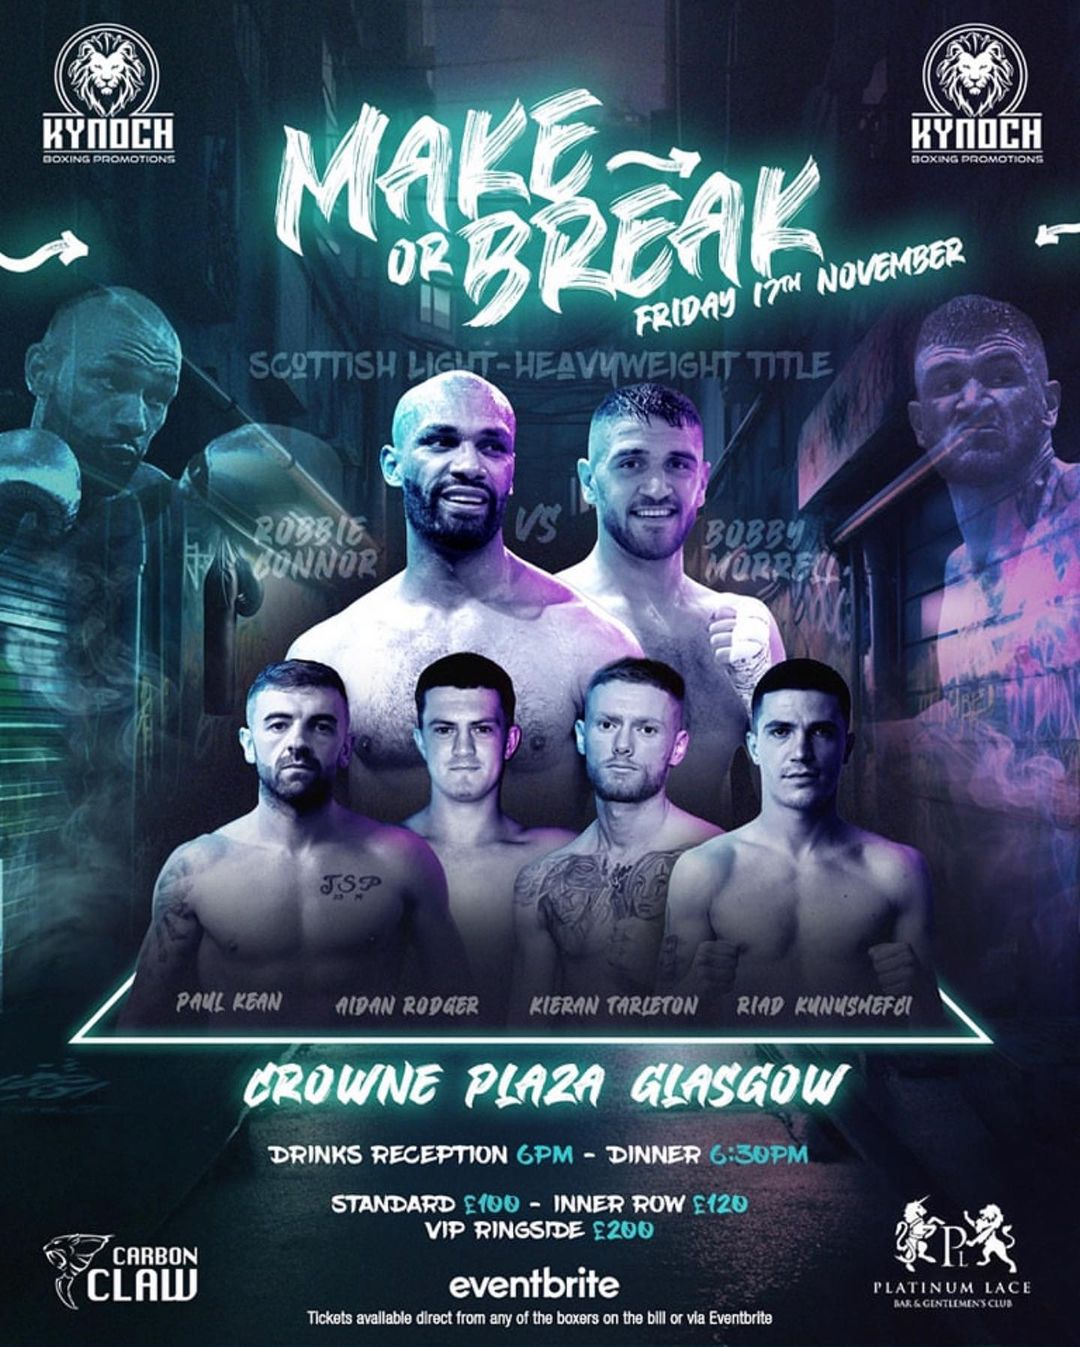 KYNOCH
BOXING PROMOTIONS
KYNOCH
BOXING PROMOTIONS
MAKE
OR BREAK
FRIDAY 17TH NOVEMBER
SCOTTISH LIGHT-HEAVYWEIGHT TITLE
ROBBIE
CONNOR
VS
BOBBY
MORRELL
JSP
PAUL KEAN
AIDAN RODGER
KIERAN TARLETON
RIAD KUNUSHEFCI
CROWNE PLAZA GLASGOW
DRINKS RECEPTION 6PM - DINNER 6:30PM
STANDARD £100 - INNER ROW £120
VIP RINGSIDE £200
CARBON
CLAW
eventbrite
Tickets available direct from any of the boxers on the bill or via Eventbrite
PL
PLATINUM LACE
BAR & GENTLEMEN'S CLUB